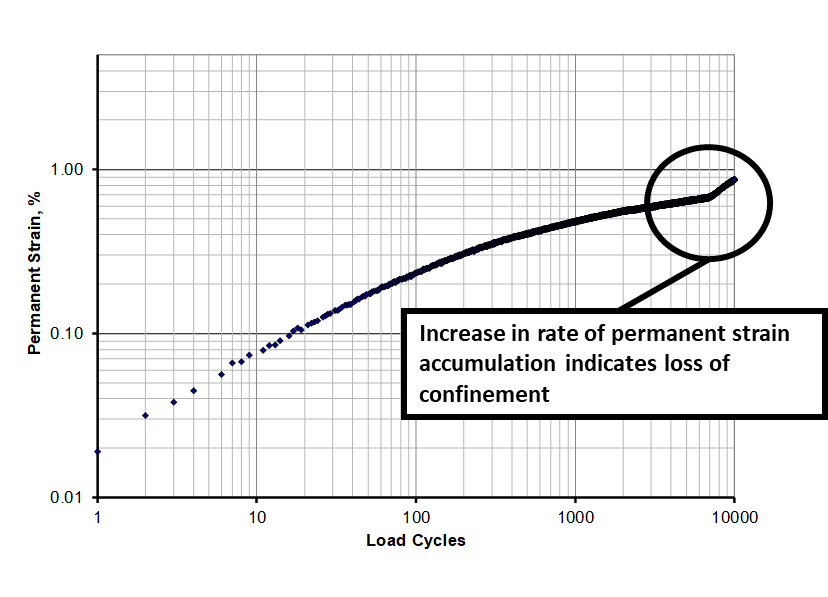 Permanent Strain, %
1.00
0.10
0.01
Increase in rate of permanent strain
accumulation indicates loss of
confinement
1 10 100 1000 10000
Load Cycles